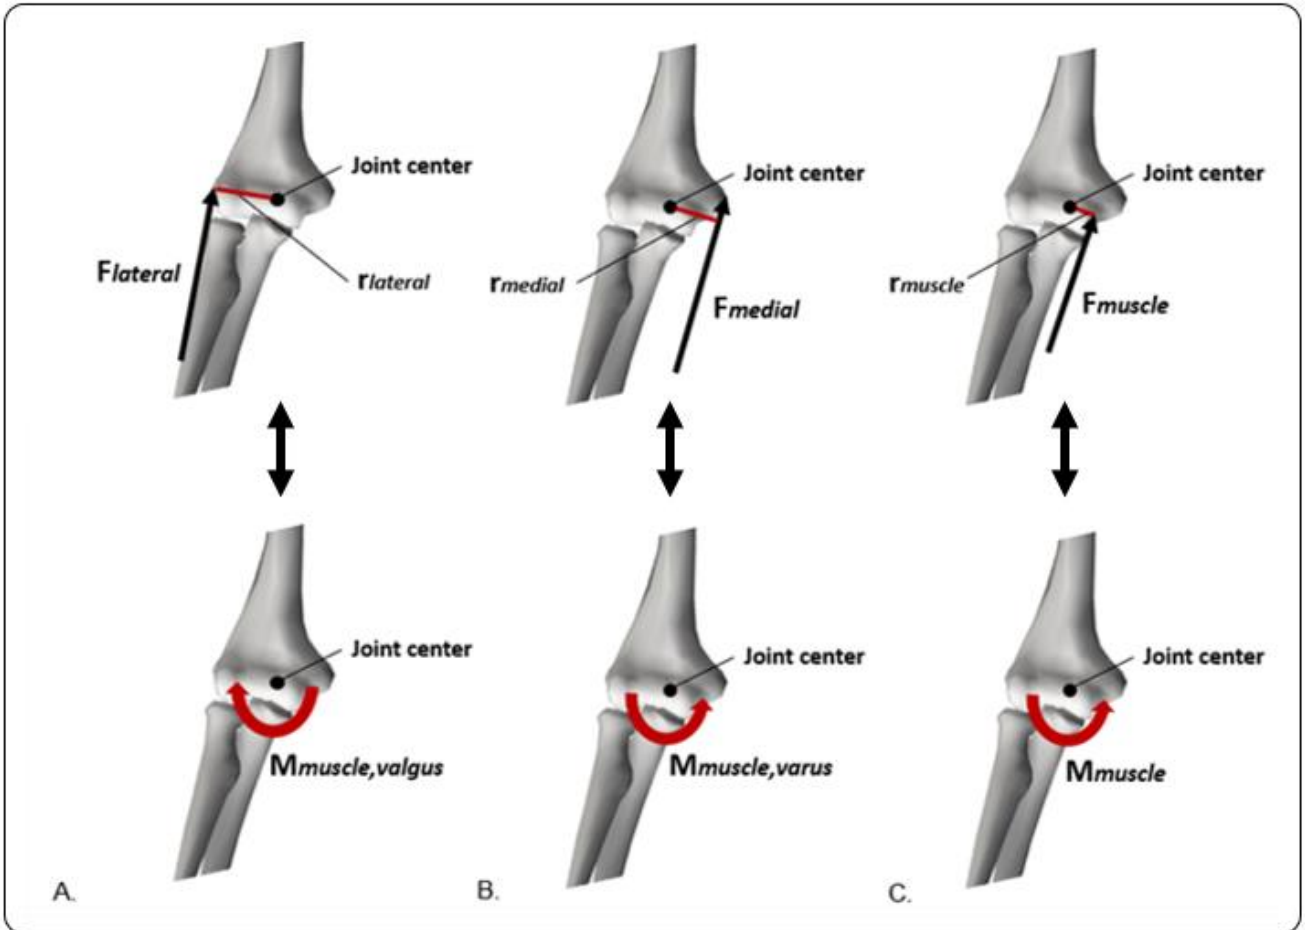 Joint center
Flateral
rlateral
Joint center
rmedial
Fmedial
Joint center
rmuscle
Fmuscle
Joint center
Mmuscle,valgus
A.
Joint center
Mmuscle,varus
B.
Joint center
Mmuscle
C.